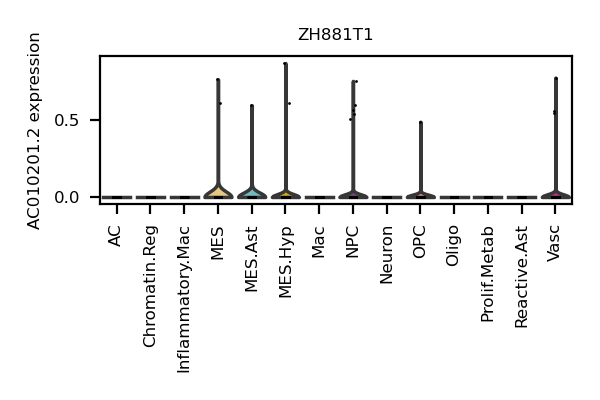 ZH881T1
AC010201.2 expression
0.5
0.0
AC
Chromatin.Reg
Inflammatory.Mac
MES
MES.Ast
MES.Hyp
Mac
NPC
Neuron
OPC
Oligo
Prolif.Metab
Reactive.Ast
Vasc